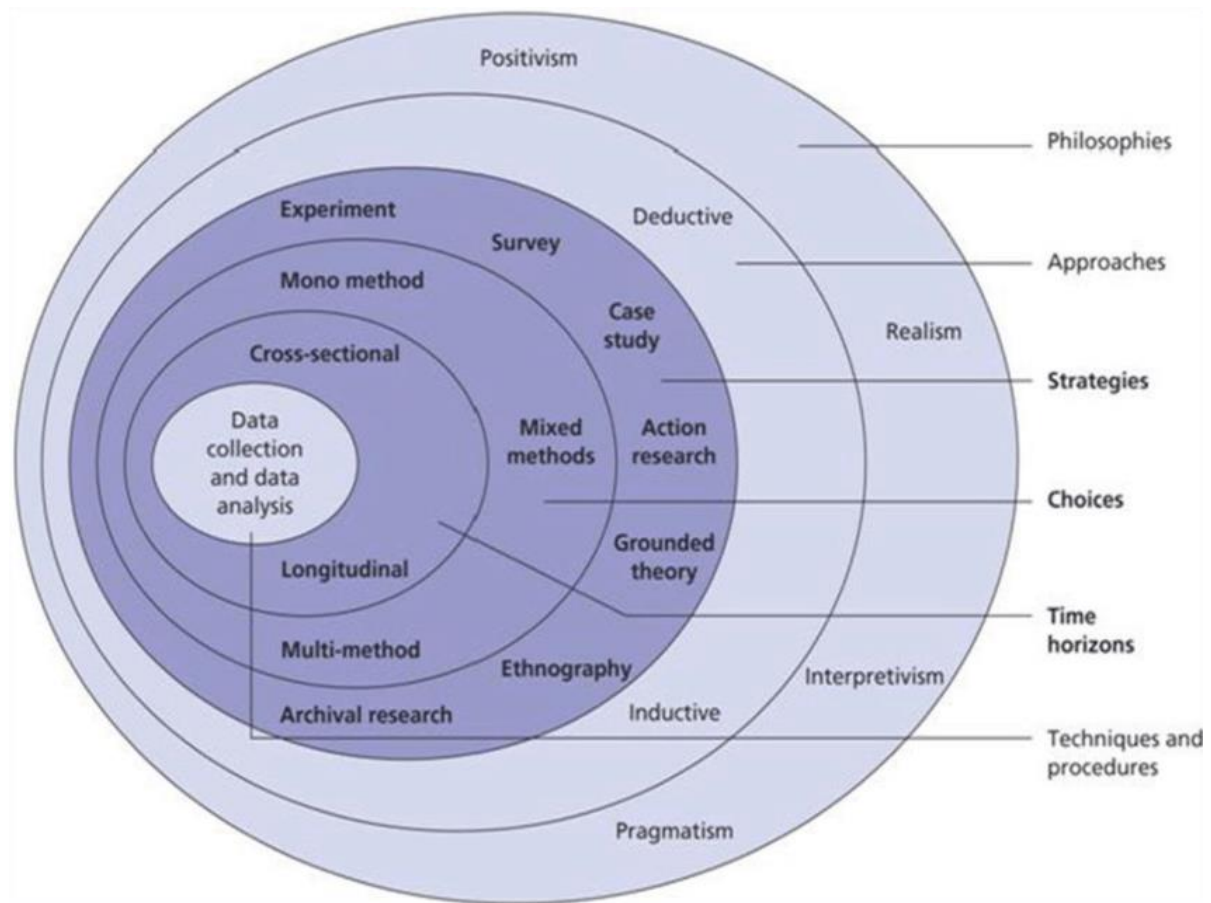 Positivism
Philosophies
Experiment
Deductive
Survey
Approaches
Mono method
Case
study
Realism
Cross-sectional
Strategies
Data
collection
and data
analysis
Mixed
methods
Action
research
Choices
Grounded
theory
Longitudinal
Time
horizons
Multi-method
Ethnography
Interpretivism
Archival research
Inductive
Techniques and
procedures
Pragmatism